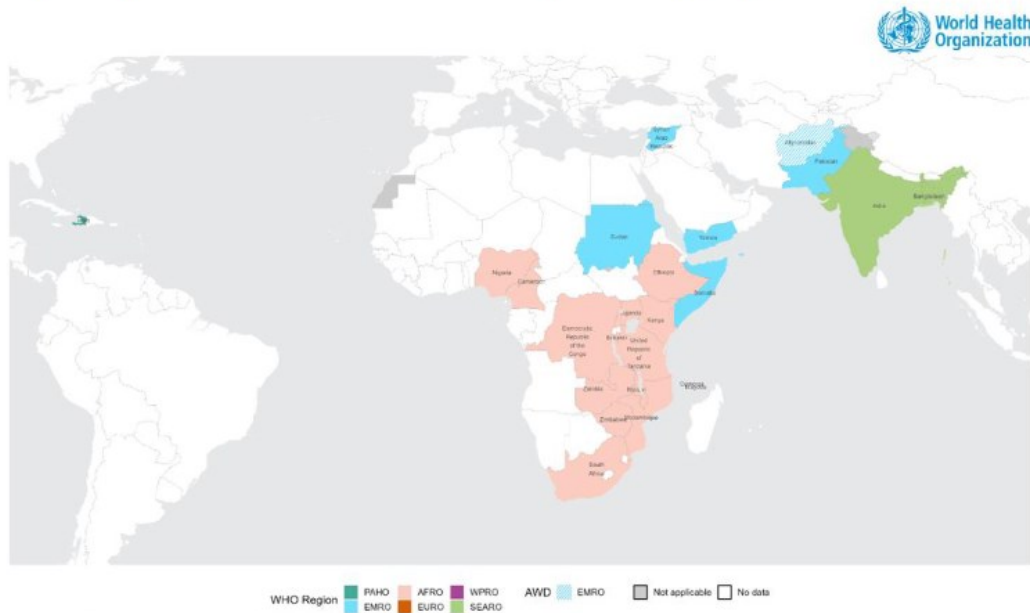 World Health
Organization
Syrian
Arab
Republic
Afghanistan
Pakistan
India
Bangladesh
Sudan
Yemen
Nigeria
Cameroon
Ethiopia
Somalia
Uganda
Kenya
Democratic
Republic
of the
Congo
Burundi
United
Republic
of
Tanzania
Zambia
Malawi
Comoros
Mayotte
Zimbabwe
Mozambique
South
Africa
WHO Region
PAHO
AFRO
WPRO
AWD
EMRO
Not applicable
No data
EMRO
EURO
SEARO